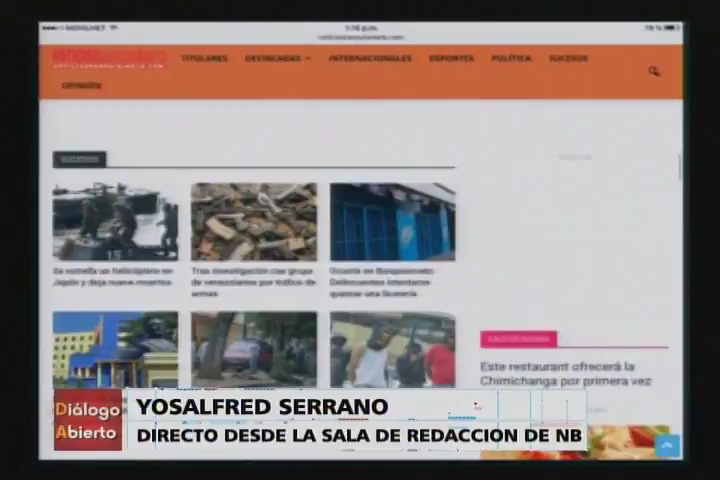 TITULARES DESTACADAS INTERNACIONALES DEPORTES POLÍTICA SUCESOS
OPINIÓN
SUCESOS
Se estrella un helicóptero en
Japón y deja nueve muertos
Tras investigación cae grupo
de venezolanos por tráfico de
armas
Ocurrió en Barquisimeto:
Delincuentes intentaron
quemar una licorería
Este restaurant ofrecerá la
Chimichanga por primera vez
Diálogo
Abierto
YOSALFRED SERRANO
DIRECTO DESDE LA SALA DE REDACCION DE NB